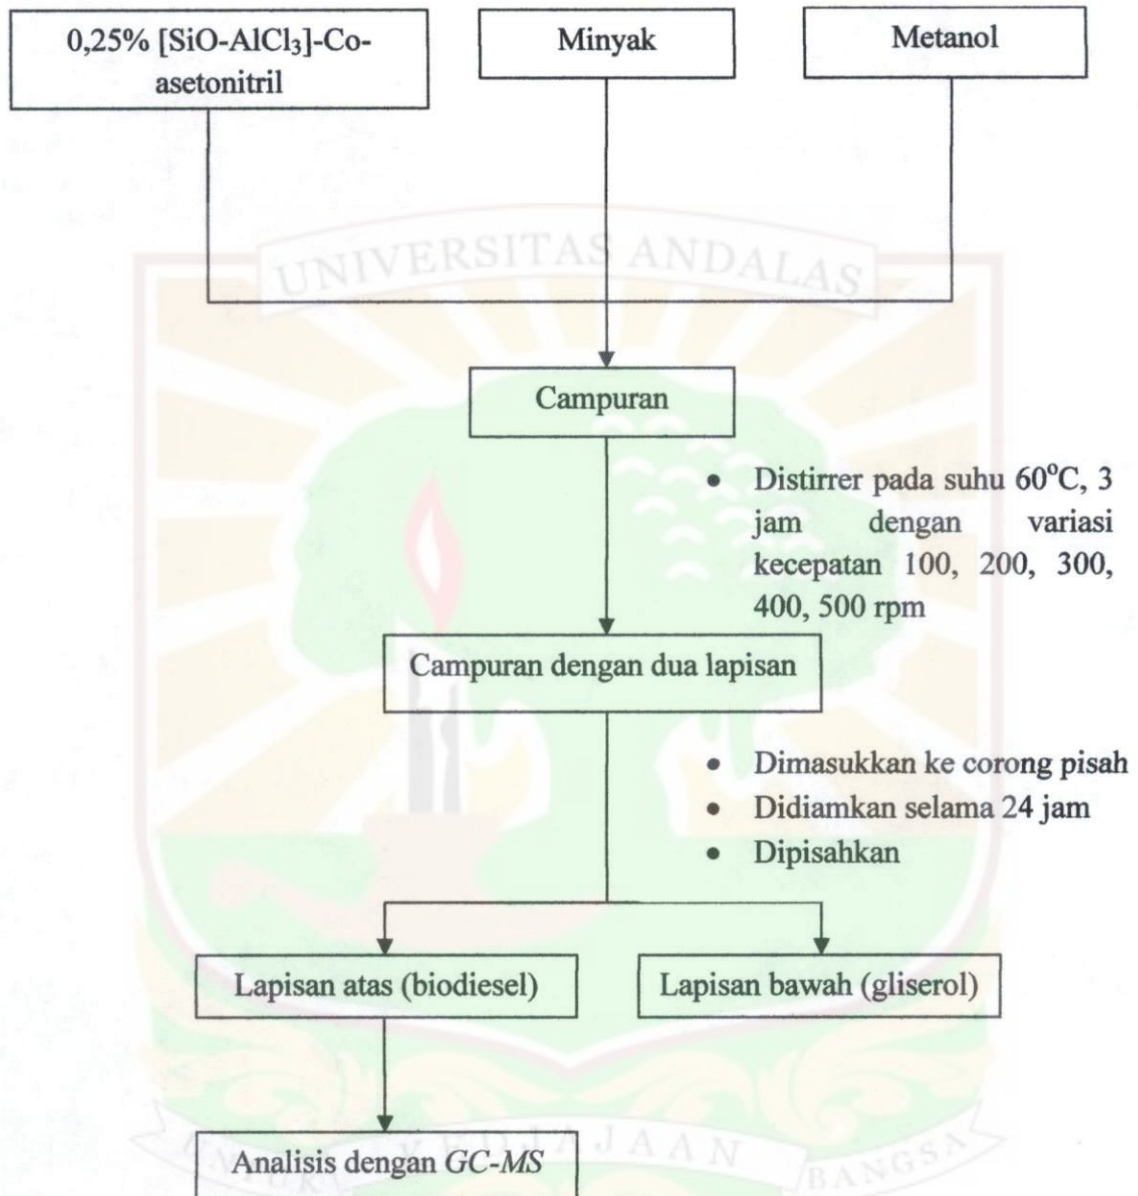 0,25% [SiO-AlCl₃]-Co-
asetonitril
Minyak
Metanol
UNIVERSITAS ANDALAS
Campuran
• Distirrer pada suhu 60°C, 3
jam dengan variasi
kecepatan 100, 200, 300,
400, 500 rpm
Campuran dengan dua lapisan
• Dimasukkan ke corong pisah
• Didiamkan selama 24 jam
• Dipisahkan
Lapisan atas (biodiesel)
Lapisan bawah (gliserol)
Analisis dengan GC-MS
UNTUK KEDJAJAAN BANGSA